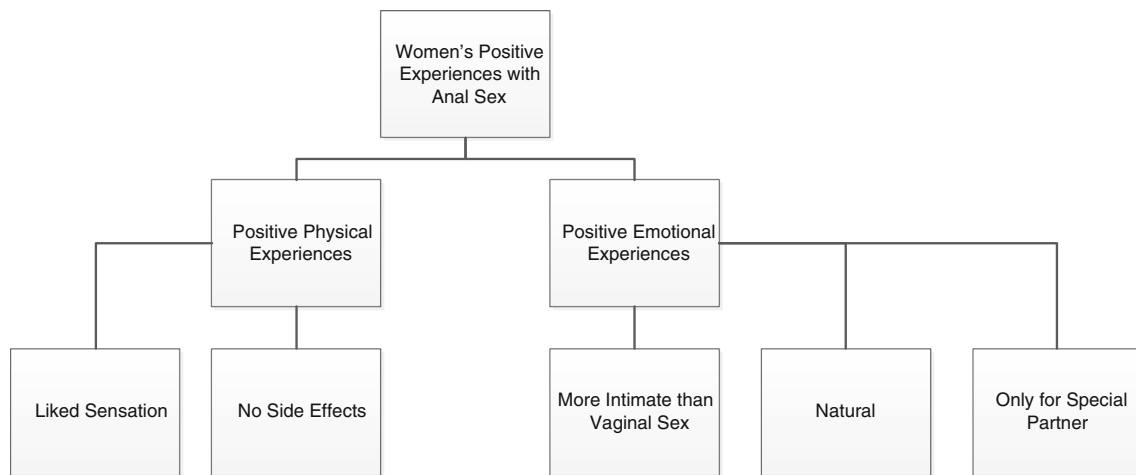 Women’s Positive
Experiences with
Anal Sex
Positive Physical
Experiences
Positive Emotional
Experiences
Liked Sensation
No Side Effects
More Intimate than
Vaginal Sex
Natural
Only for Special
Partner